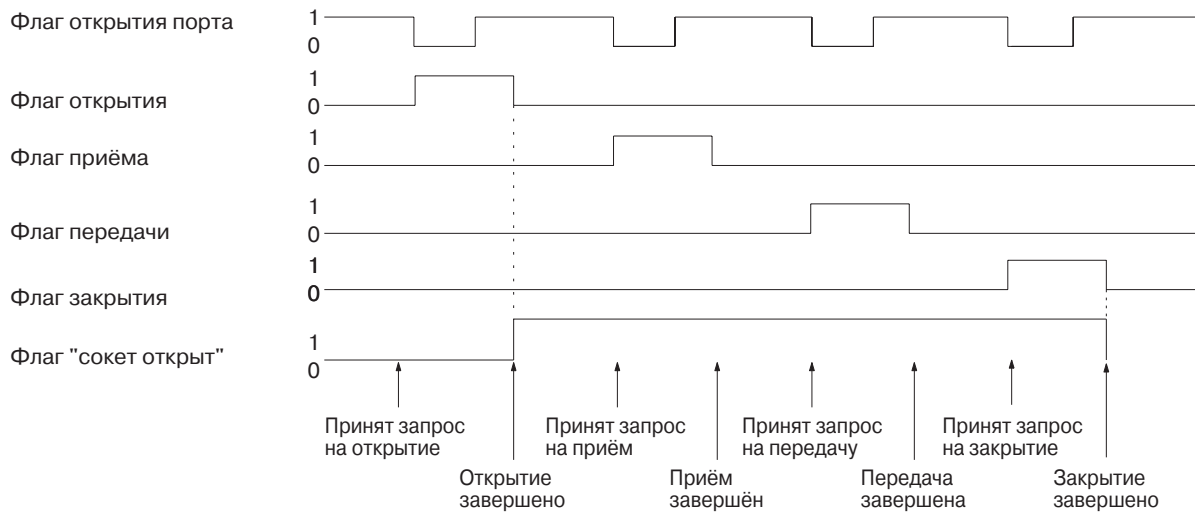 Флаг открытия порта
1
0
Флаг открытия
1
0
Флаг приёма
1
0
Флаг передачи
1
0
Флаг закрытия
1
0
Флаг "сокет открыт"
1
0
Принят запрос
на открытие
Принят запрос
на приём
Принят запрос
на передачу
Принят запрос
на закрытие
Открытие
завершено
Приём
завершён
Передача
завершена
Закрытие
завершено